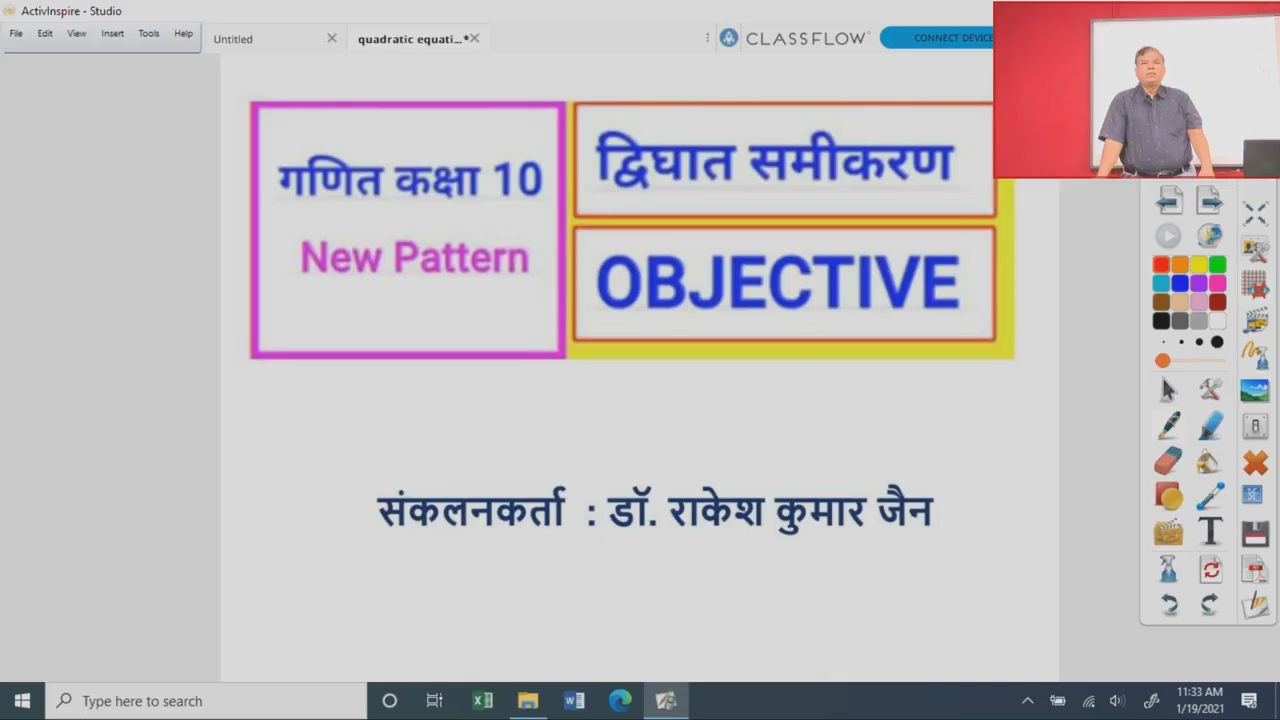 ActivInspire - Studio
File Edit View Insert Tools Help
Untitled
quadratic equati...*
CLASSFLOW
CONNECT DEVICE
गणित कक्षा 10
New Pattern
द्विघात समीकरण
OBJECTIVE
संकलनकर्ता : डॉ. राकेश कुमार जैन
Type here to search
11:33 AM
1/19/2021